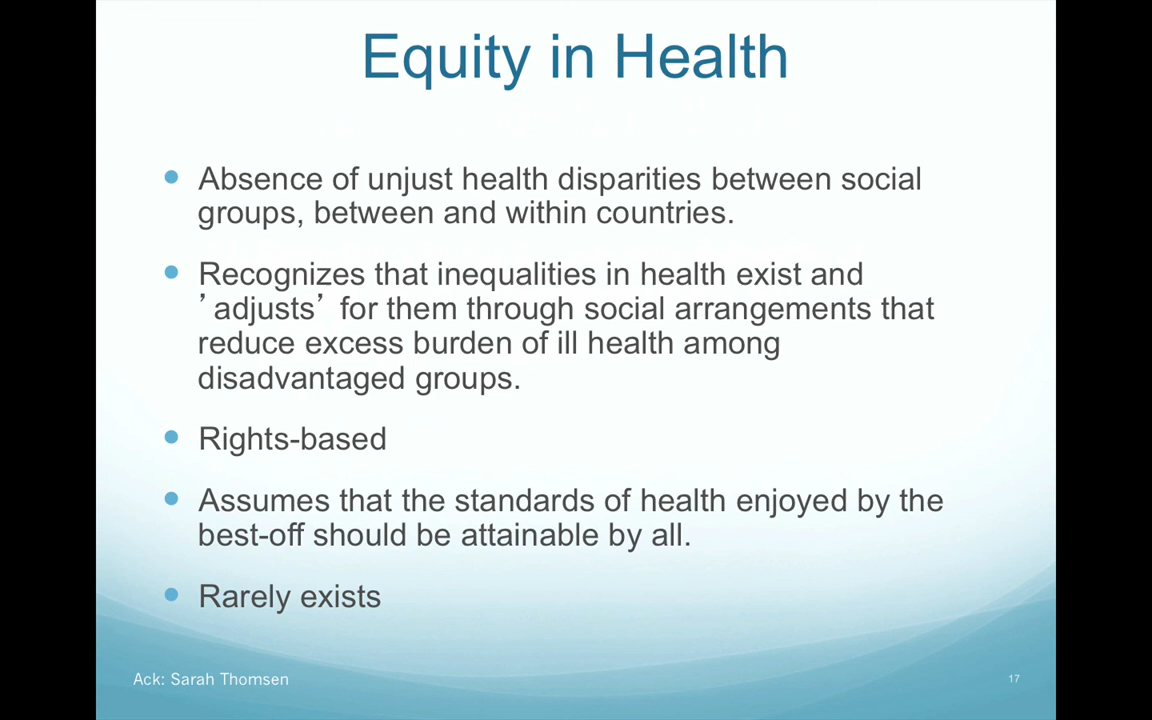 Equity in Health
• Absence of unjust health disparities between social
groups, between and within countries.
• Recognizes that inequalities in health exist and
’adjusts’ for them through social arrangements that
reduce excess burden of ill health among
disadvantaged groups.
• Rights-based
• Assumes that the standards of health enjoyed by the
best-off should be attainable by all.
• Rarely exists
Ack: Sarah Thomsen
17